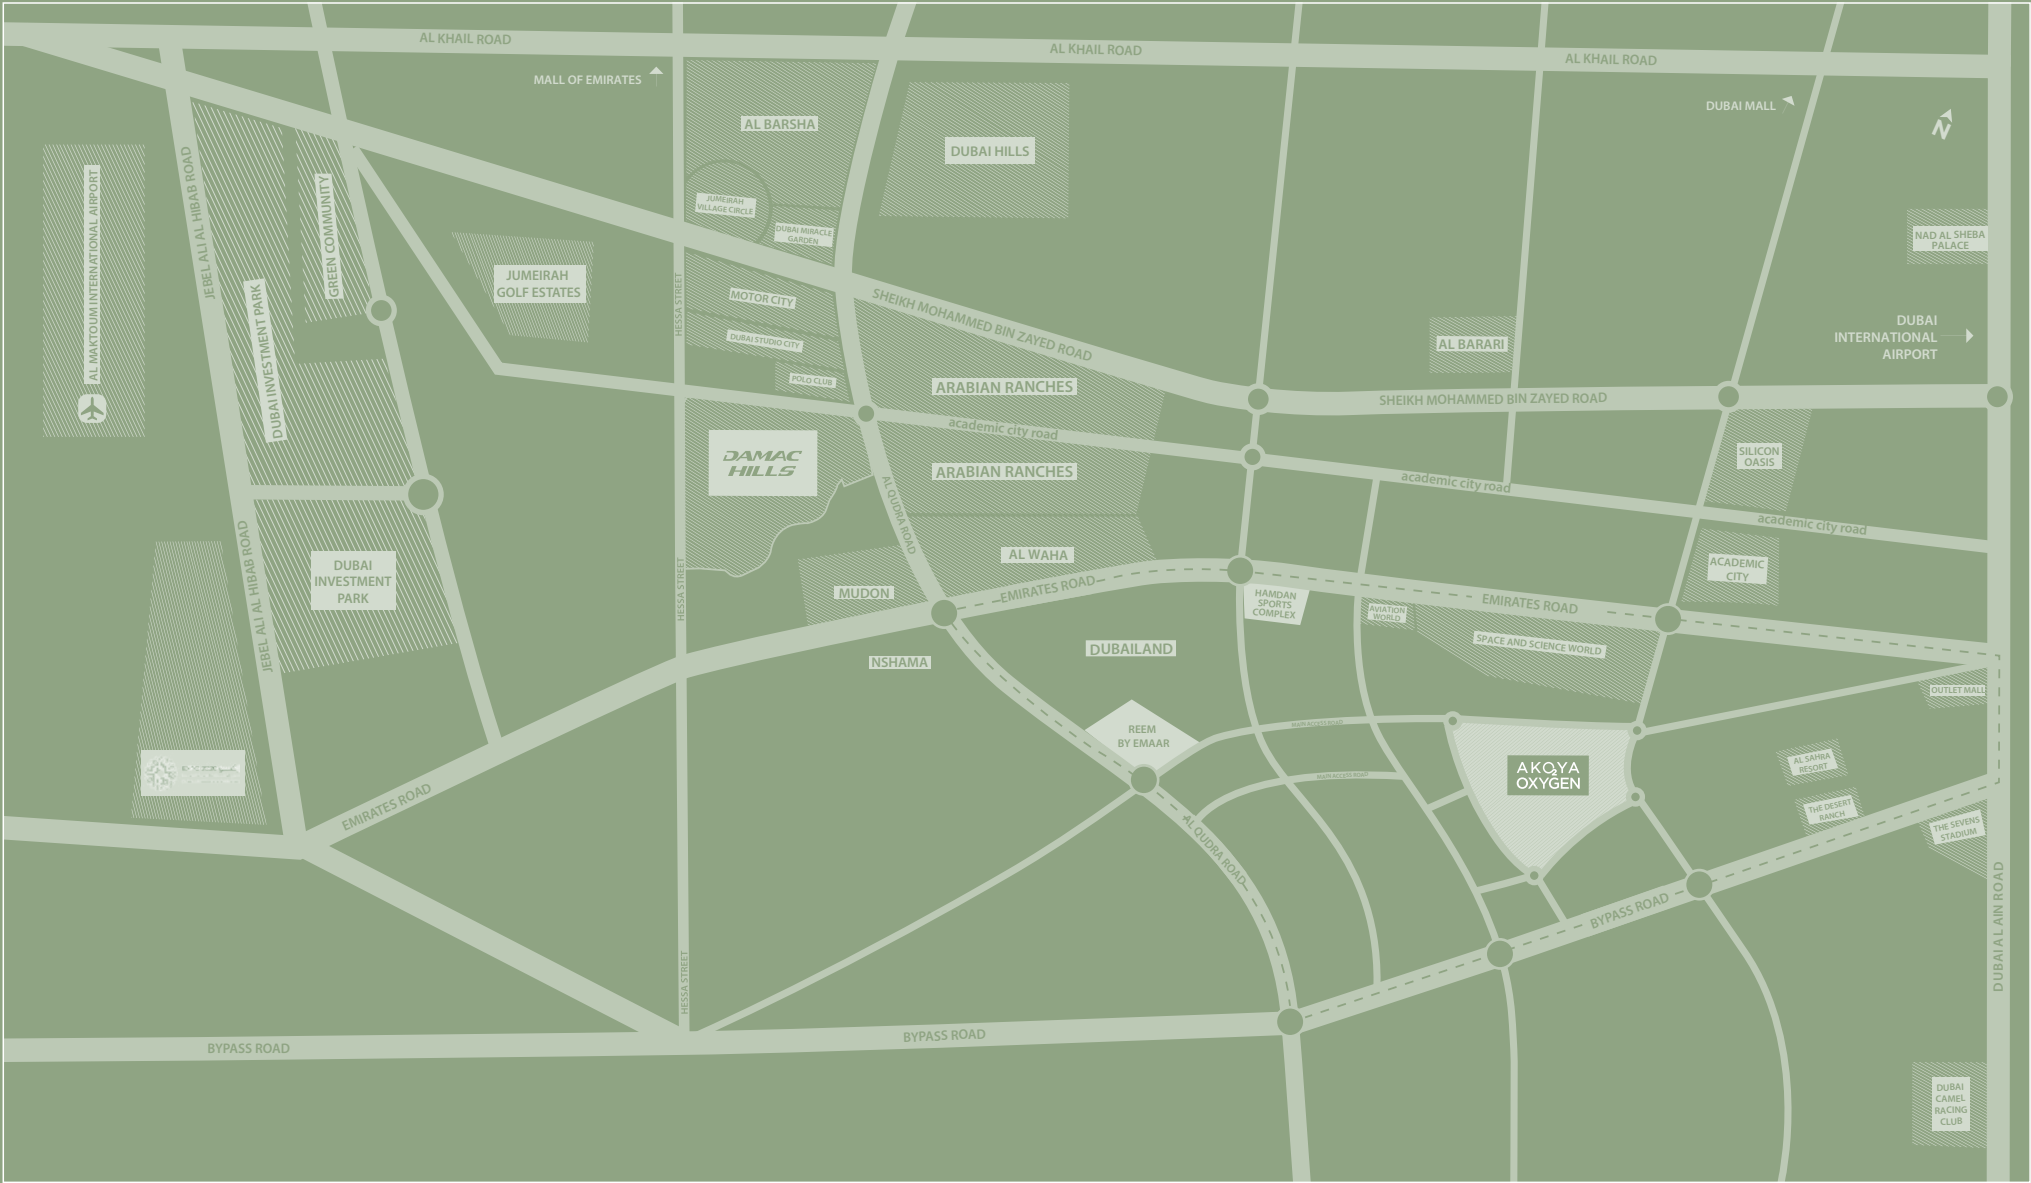 AL KHAIL ROAD
AL KHAIL ROAD
AL KHAIL ROAD
MALL OF EMIRATES
DUBAI MALL
N
AL BARSHA
DUBAI HILLS
JEBEL ALI AL HIBAB ROAD
AL MAKTOUM INTERNATIONAL AIRPORT
GREEN COMMUNITY
DUBAI INVESTMENT PARK
JUMEIRAH
VILLAGE CIRCLE
DUBAI MIRACLE
GARDEN
NAD AL SHEBA
PALACE
JUMEIRAH
GOLF ESTATES
HESSA STREET
MOTOR CITY
DUBAI STUDIO CITY
POLO CLUB
SHEIKH MOHAMMED BIN ZAYED ROAD
SHEIKH MOHAMMED BIN ZAYED ROAD
AL BARARI
DUBAI
INTERNATIONAL
AIRPORT
ARABIAN RANCHES
academic city road
ARABIAN RANCHES
academic city road
academic city road
DAMAC
HILLS
AL QUDRA ROAD
SILICON
OASIS
ACADEMIC
CITY
JEBEL ALI AL HIBAB ROAD
DUBAI
INVESTMENT
PARK
HESSA STREET
AL WAHA
MUDON
EMIRATES ROAD
EMIRATES ROAD
HAMDAN
SPORTS
COMPLEX
AVIATION
WORLD
SPACE AND SCIENCE WORLD
NSHAMA
DUBAILAND
OUTLET MALL
REEM
BY EMAAR
MAIN ACCESS ROAD
MAIN ACCESS ROAD
AKOYA
OXYGEN
AL SAHRA
RESORT
THE DESERT
RANCH
THE SEVENS
STADIUM
EMIRATES ROAD
AL QUDRA ROAD
BYPASS ROAD
DUBAI AL AIN ROAD
HESSA STREET
BYPASS ROAD
BYPASS ROAD
DUBAI
CAMEL
RACING
CLUB